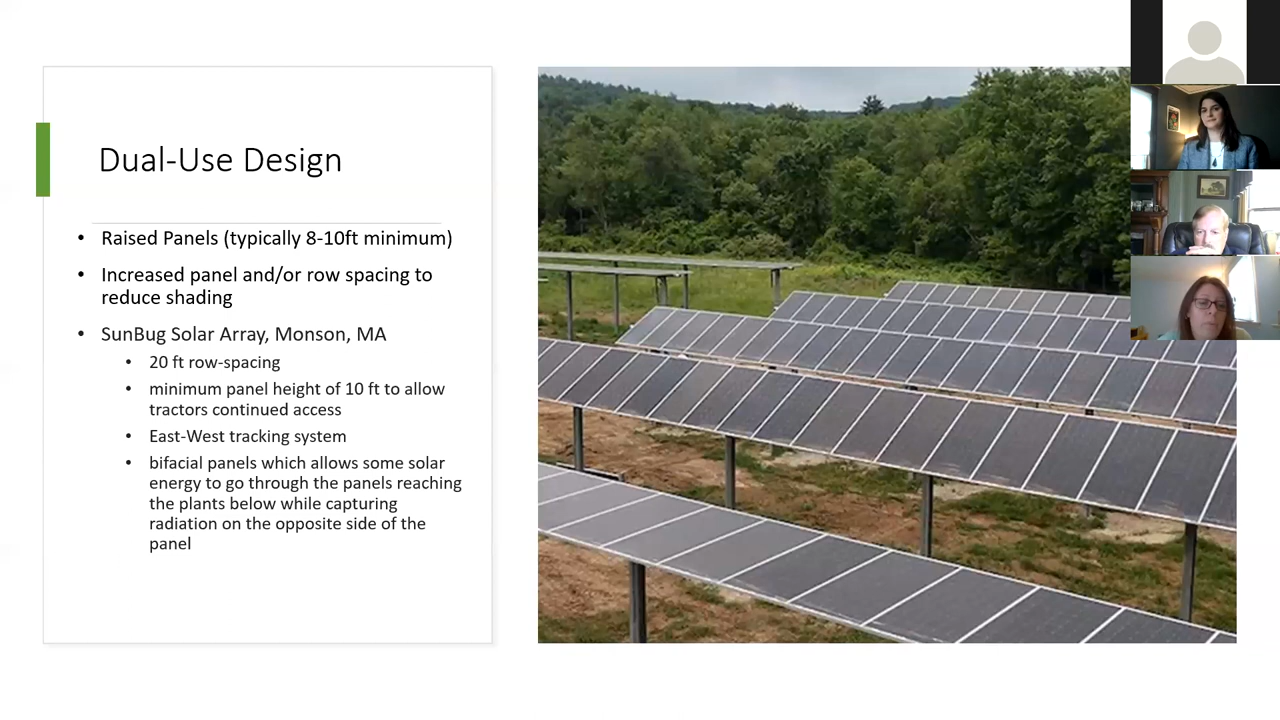 Dual-Use Design
• Raised Panels (typically 8-10ft minimum)
• Increased panel and/or row spacing to
reduce shading
• SunBug Solar Array, Monson, MA
• 20 ft row-spacing
• minimum panel height of 10 ft to allow
tractors continued access
• East-West tracking system
• bifacial panels which allows some solar
energy to go through the panels reaching
the plants below while capturing
radiation on the opposite side of the
panel